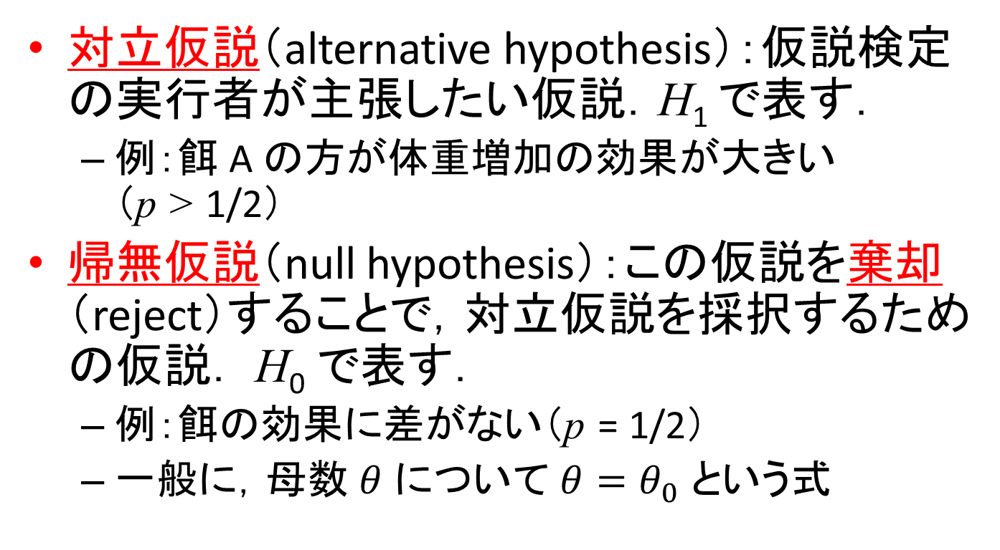 • 対立仮説（alternative hypothesis）：仮説検定
の実行者が主張したい仮説．H₁ で表す．
– 例：餌 A の方が体重増加の効果が大きい
（p > 1/2）
• 帰無仮説（null hypothesis）：この仮説を棄却
（reject）することで，対立仮説を採択するため
の仮説． H₀ で表す．
– 例：餌の効果に差がない（p = 1/2）
– 一般に，母数 θ について θ = θ₀ という式